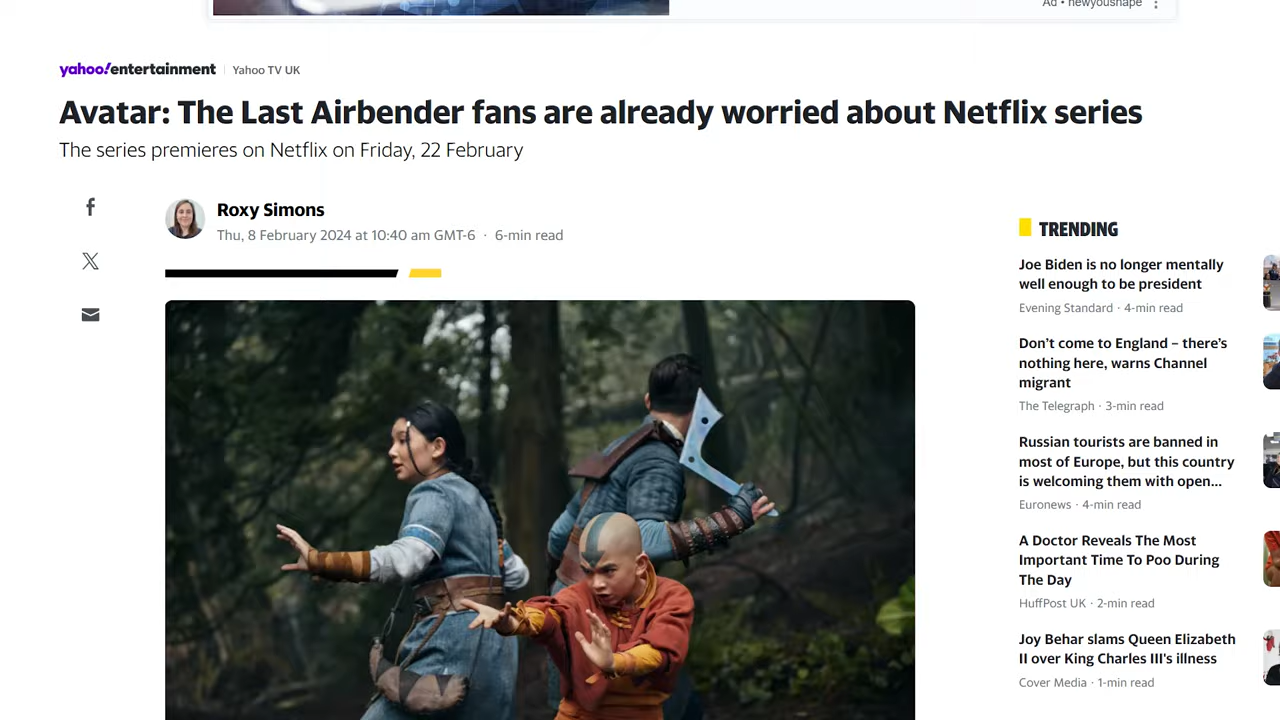 Ad • newyoushape
yahoo!entertainment Yahoo TV UK
Avatar: The Last Airbender fans are already worried about Netflix series
The series premieres on Netflix on Friday, 22 February
Roxy Simons
Thu, 8 February 2024 at 10:40 am GMT-6 · 6-min read
TRENDING
Joe Biden is no longer mentally
well enough to be president
Evening Standard · 4-min read
Don’t come to England – there’s
nothing here, warns Channel
migrant
The Telegraph · 3-min read
Russian tourists are banned in
most of Europe, but this country
is welcoming them with open...
Euronews · 4-min read
A Doctor Reveals The Most
Important Time To Poo During
The Day
HuffPost UK · 2-min read
Joy Behar slams Queen Elizabeth
II over King Charles III's illness
Cover Media · 1-min read